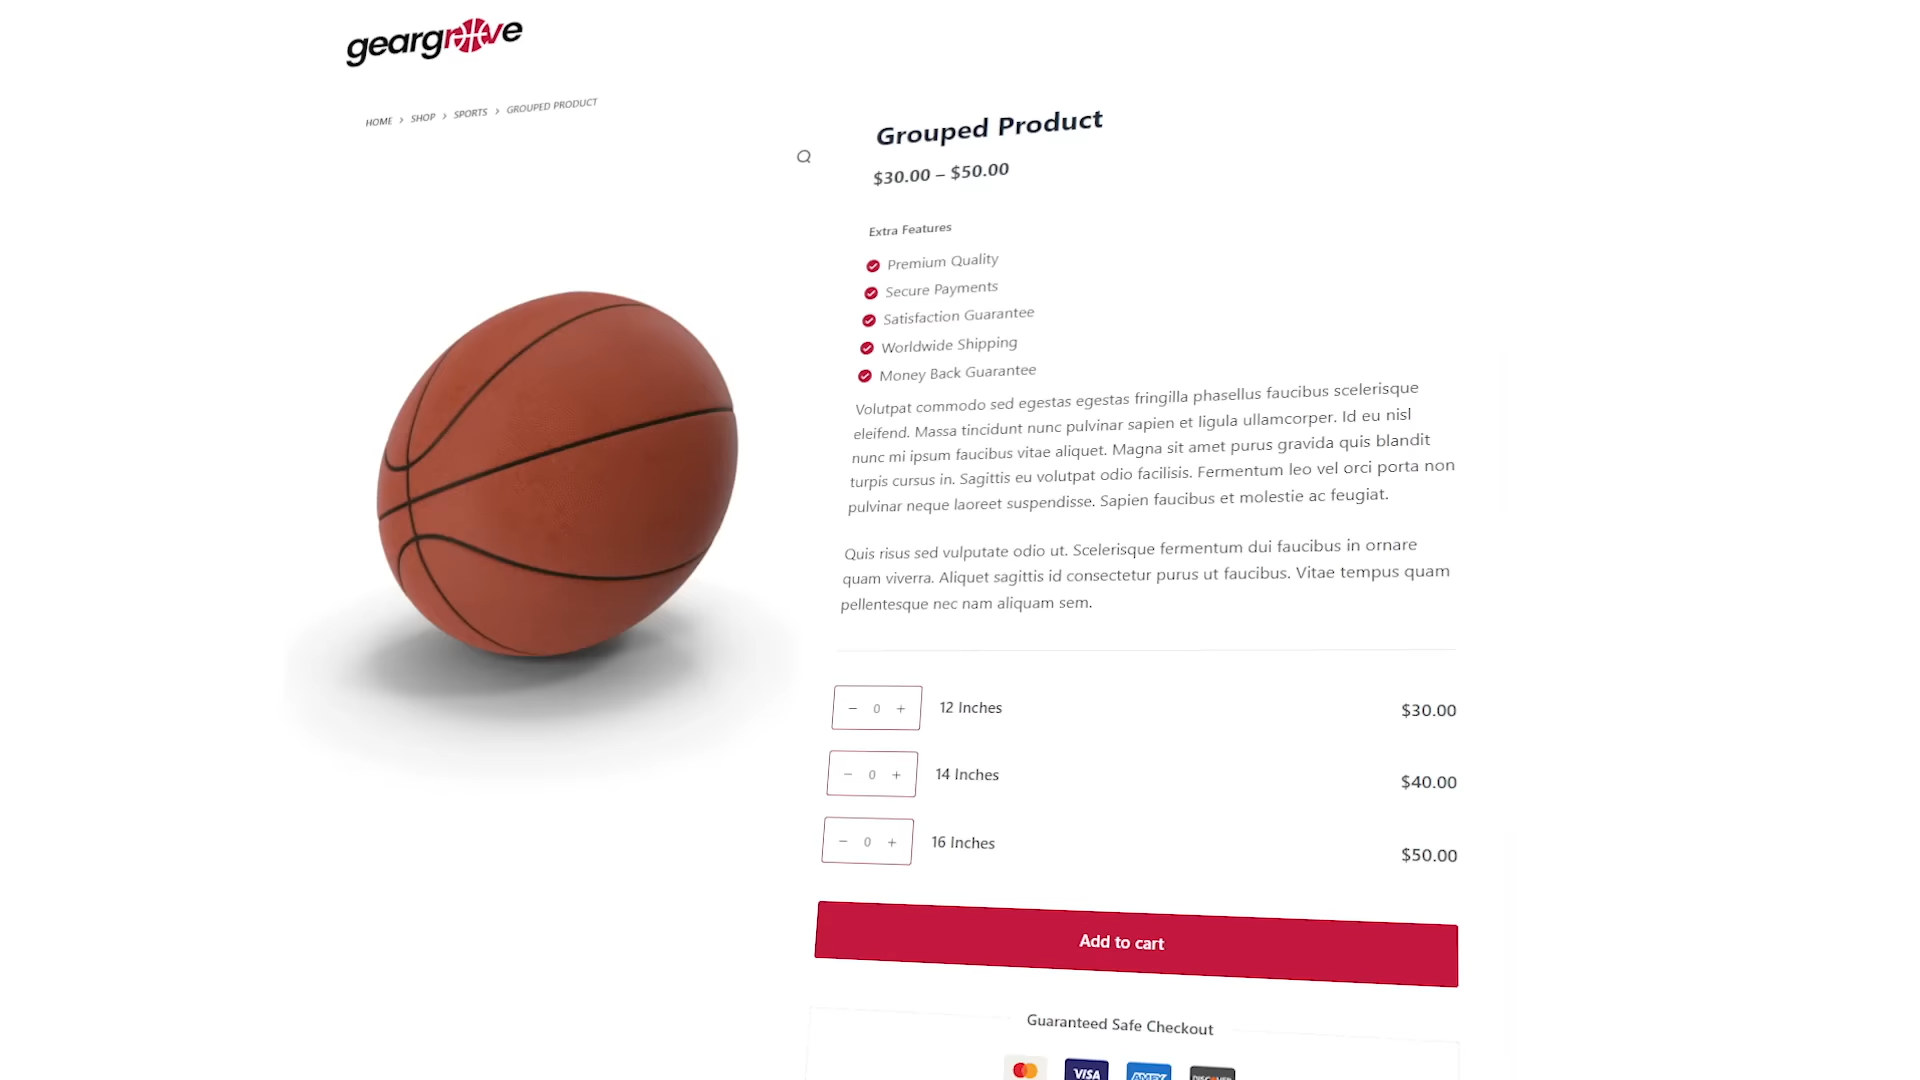 geargroove
HOME > SHOP > SPORTS > GROUPED PRODUCT
Grouped Product
$30.00 – $50.00
Extra Features
Premium Quality
Secure Payments
Satisfaction Guarantee
Worldwide Shipping
Money Back Guarantee
Volutpat commodo sed egestas egestas fringilla phasellus faucibus scelerisque
eleifend. Massa tincidunt nunc pulvinar sapien et ligula ullamcorper. Id eu nisl
nunc mi ipsum faucibus vitae aliquet. Magna sit amet purus gravida quis blandit
turpis cursus in. Sagittis eu volutpat odio facilisis. Fermentum leo vel orci porta non
pulvinar neque laoreet suspendisse. Sapien faucibus et molestie ac feugiat.
Quis risus sed vulputate odio ut. Scelerisque fermentum dui faucibus in ornare
quam viverra. Aliquet sagittis id consectetur purus ut faucibus. Vitae tempus quam
pellentesque nec nam aliquam sem.
− 0 + 12 Inches $30.00
− 0 + 14 Inches $40.00
− 0 + 16 Inches $50.00
Add to cart
Guaranteed Safe Checkout
VISA AMEX DISCOVER